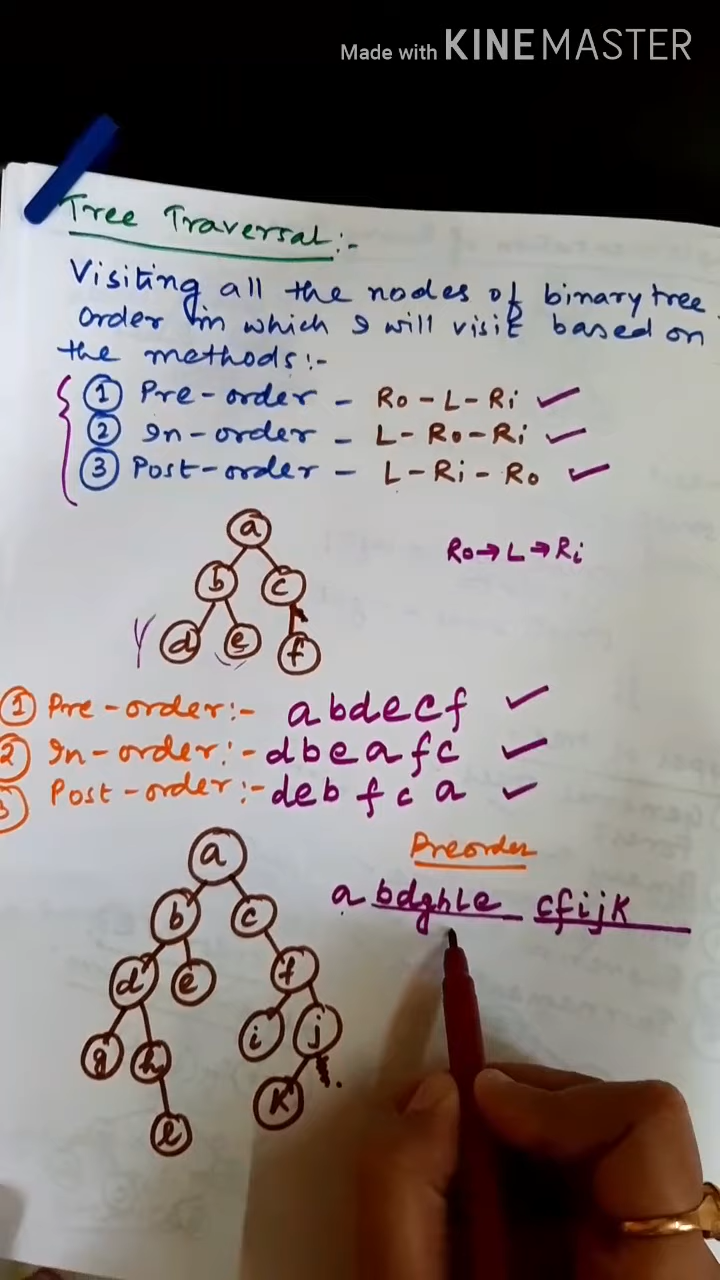 Made with KINEMASTER
Tree Traversal:-
Visiting all the nodes of binary tree.
Order in which I will visit based on
the methods:-
① Pre-order - Ro - L - Ri ✓
② In-order - L - Ro - Ri ✓
③ Post-order - L - Ri - Ro ✓
a
Ro→L→Ri
b c
d e f
① Pre-order:- abdecf ✓
② In-order:- dbeafc ✓
3 Post-order:- deb f c a ✓
Preorder
a
a bdghle cfijk
b c
d e f
g h i j
k
l